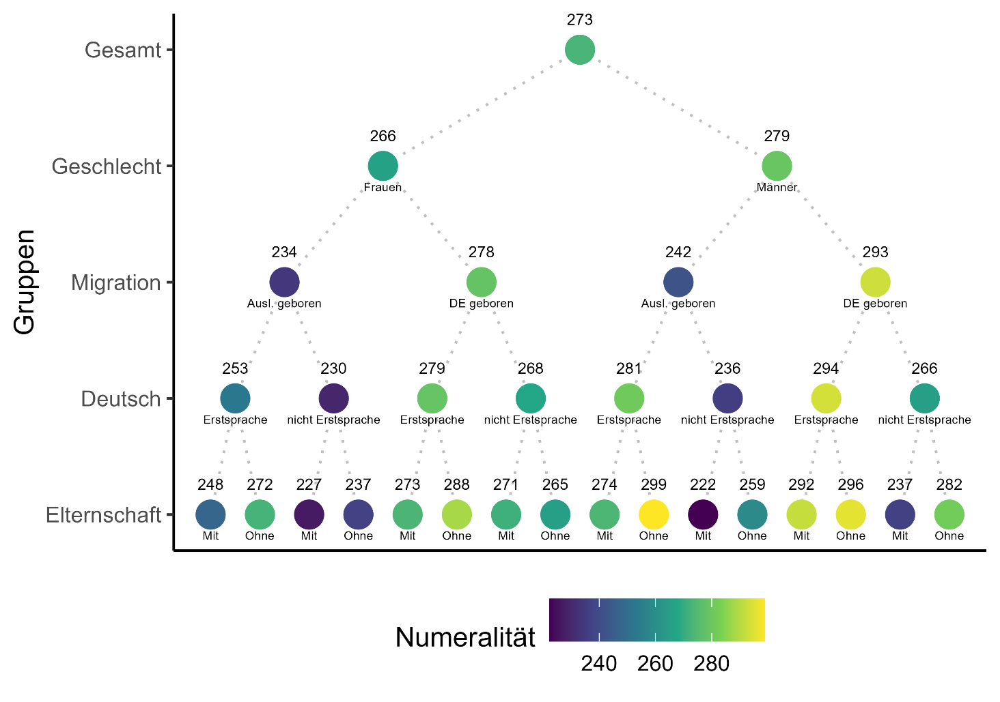 273
Gesamt
266 279
Geschlecht
Frauen Männer
234 278 242 293
Migration
Ausl. geboren DE geboren Ausl. geboren DE geboren
253 230 279 268 281 236 294 266
Deutsch
Erstsprache nicht Erstsprache Erstsprache nicht Erstsprache Erstsprache nicht Erstsprache Erstsprache nicht Erstsprache
248 272 227 237 273 288 271 265 274 299 222 259 292 296 237 282
Elternschaft
Mit Ohne Mit Ohne Mit Ohne Mit Ohne Mit Ohne Mit Ohne Mit Ohne Mit Ohne
Gruppen
Numeralität
240 260 280